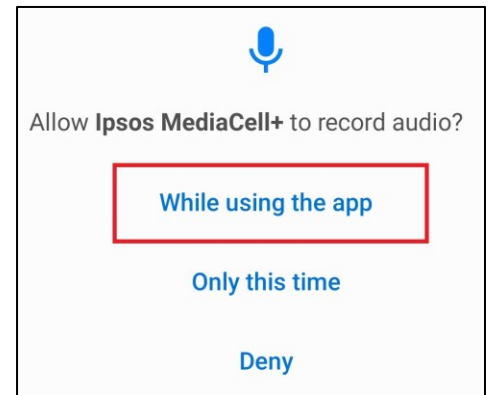 Allow Ipsos MediaCell+ to record audio?
While using the app
Only this time
Deny